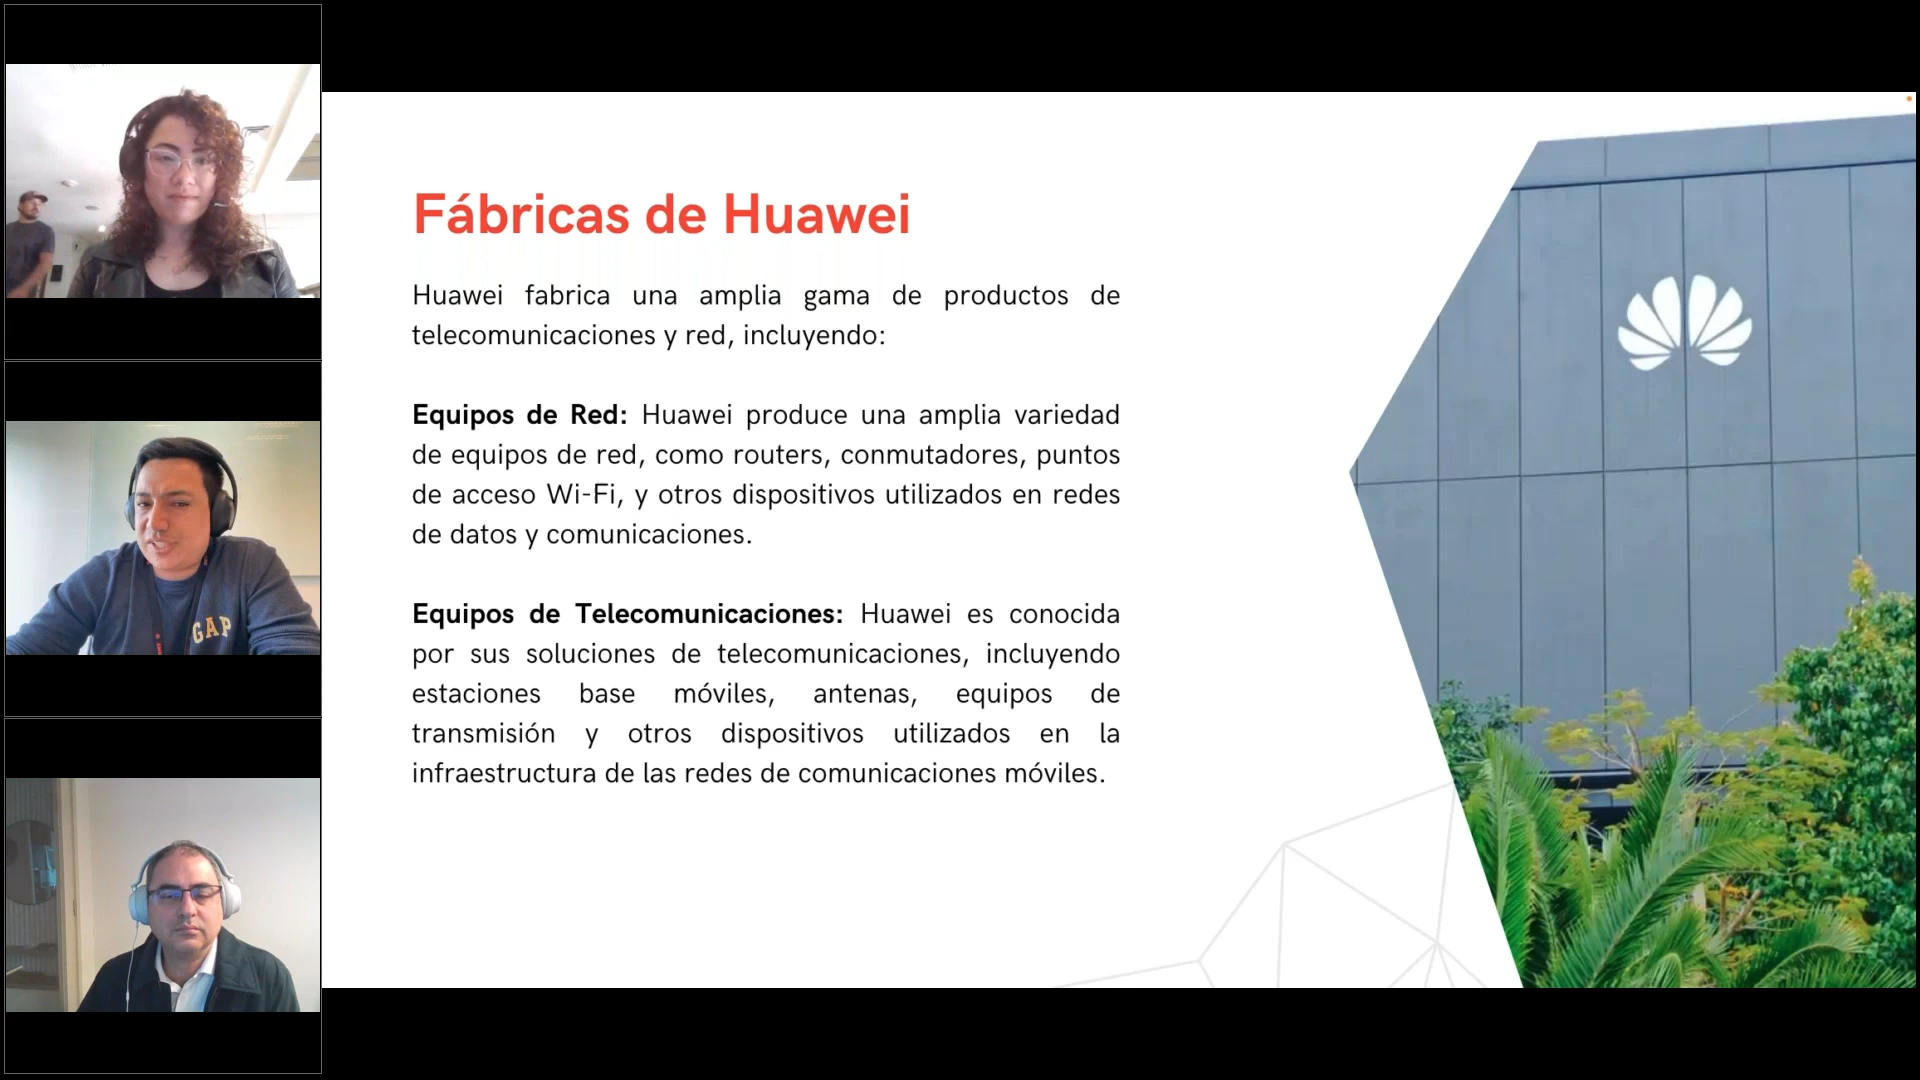 Fábricas de Huawei
Huawei fabrica una amplia gama de productos de
telecomunicaciones y red, incluyendo:
Equipos de Red: Huawei produce una amplia variedad
de equipos de red, como routers, conmutadores, puntos
de acceso Wi-Fi, y otros dispositivos utilizados en redes
de datos y comunicaciones.
Equipos de Telecomunicaciones: Huawei es conocida
por sus soluciones de telecomunicaciones, incluyendo
estaciones base móviles, antenas, equipos de
transmisión y otros dispositivos utilizados en la
infraestructura de las redes de comunicaciones móviles.
GAP